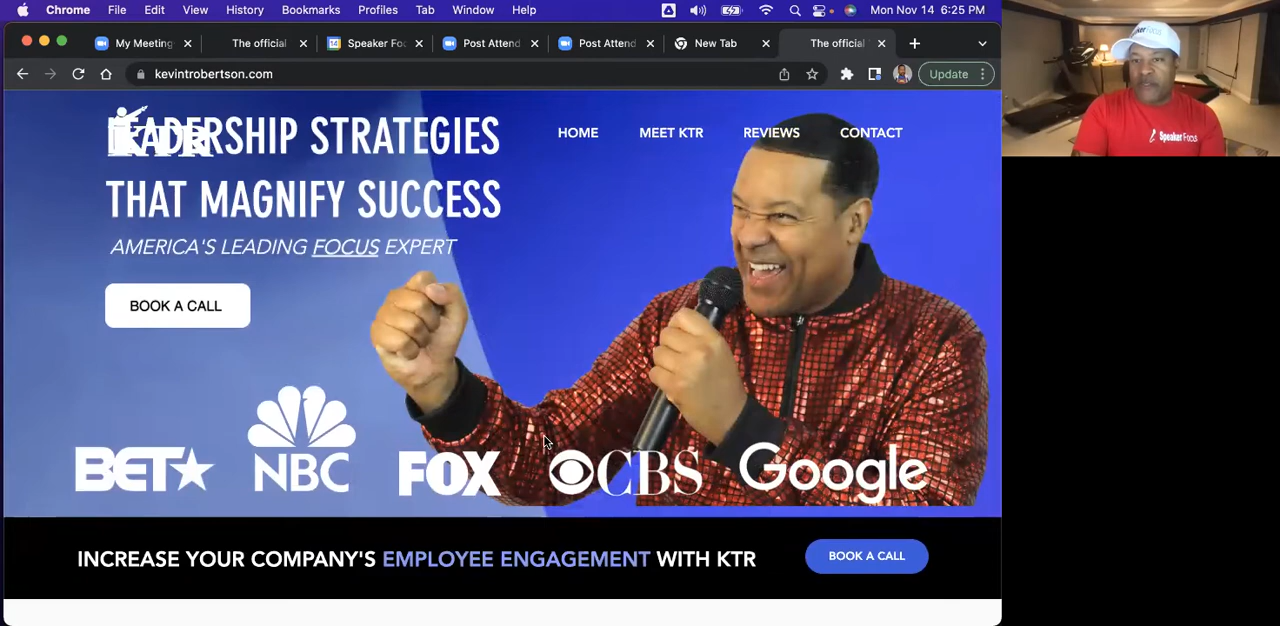 Chrome File Edit View History Bookmarks Profiles Tab Window Help Mon Nov 14 6:25 PM
My Meeting The official Speaker Foc 14 Post Attend Post Attend New Tab The official
kevintrobertson.com Update
LEADERSHIP STRATEGIES
KTR
HOME MEET KTR REVIEWS CONTACT
THAT MAGNIFY SUCCESS
AMERICA'S LEADING FOCUS EXPERT
BOOK A CALL
BET NBC FOX CBS Google
INCREASE YOUR COMPANY'S EMPLOYEE ENGAGEMENT WITH KTR
BOOK A CALL
Speaker Focus